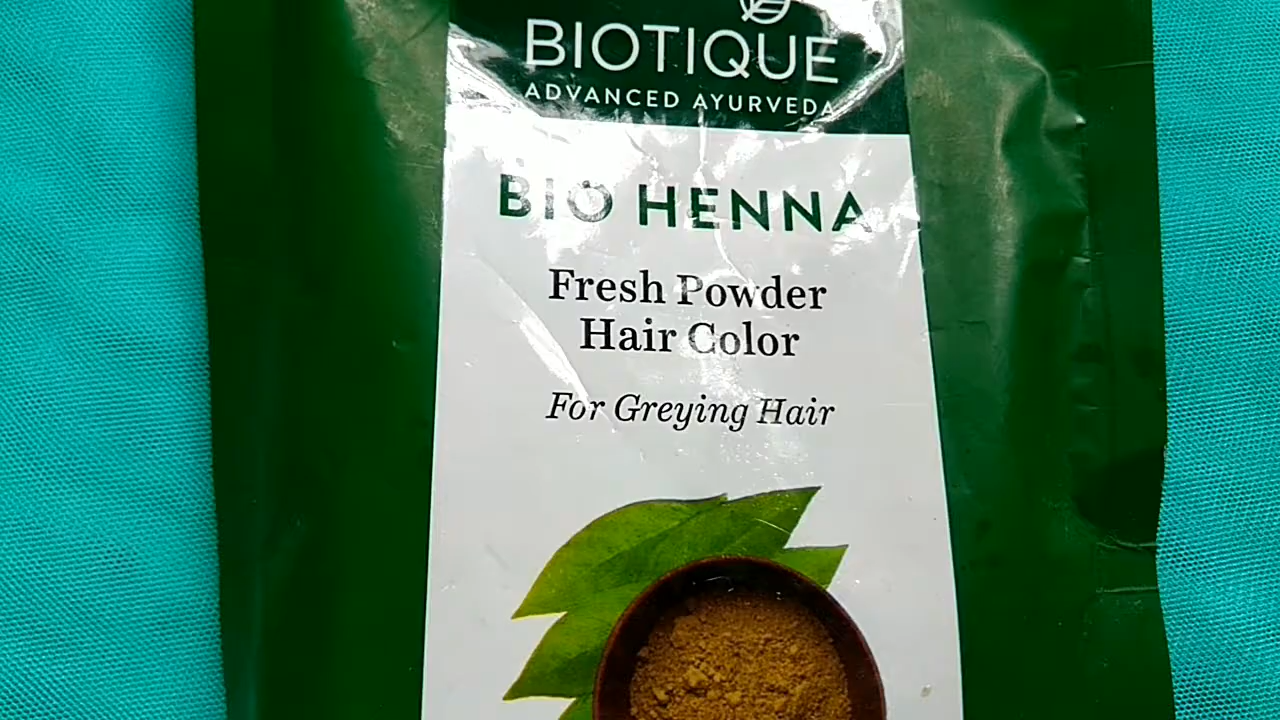 BIOTIQUE
ADVANCED AYURVEDA
BIO HENNA
Fresh Powder
Hair Color
For Greying Hair